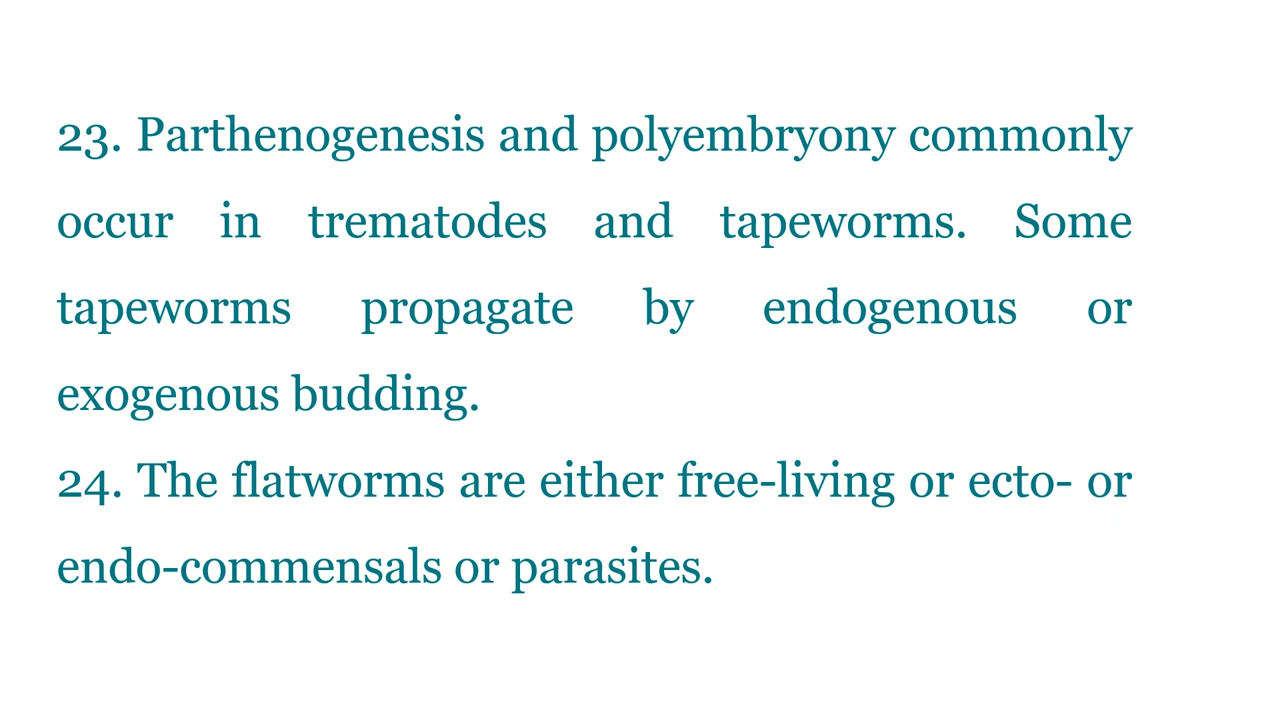 23. Parthenogenesis and polyembryony commonly
occur in trematodes and tapeworms. Some
tapeworms propagate by endogenous or
exogenous budding.
24. The flatworms are either free-living or ecto- or
endo-commensals or parasites.